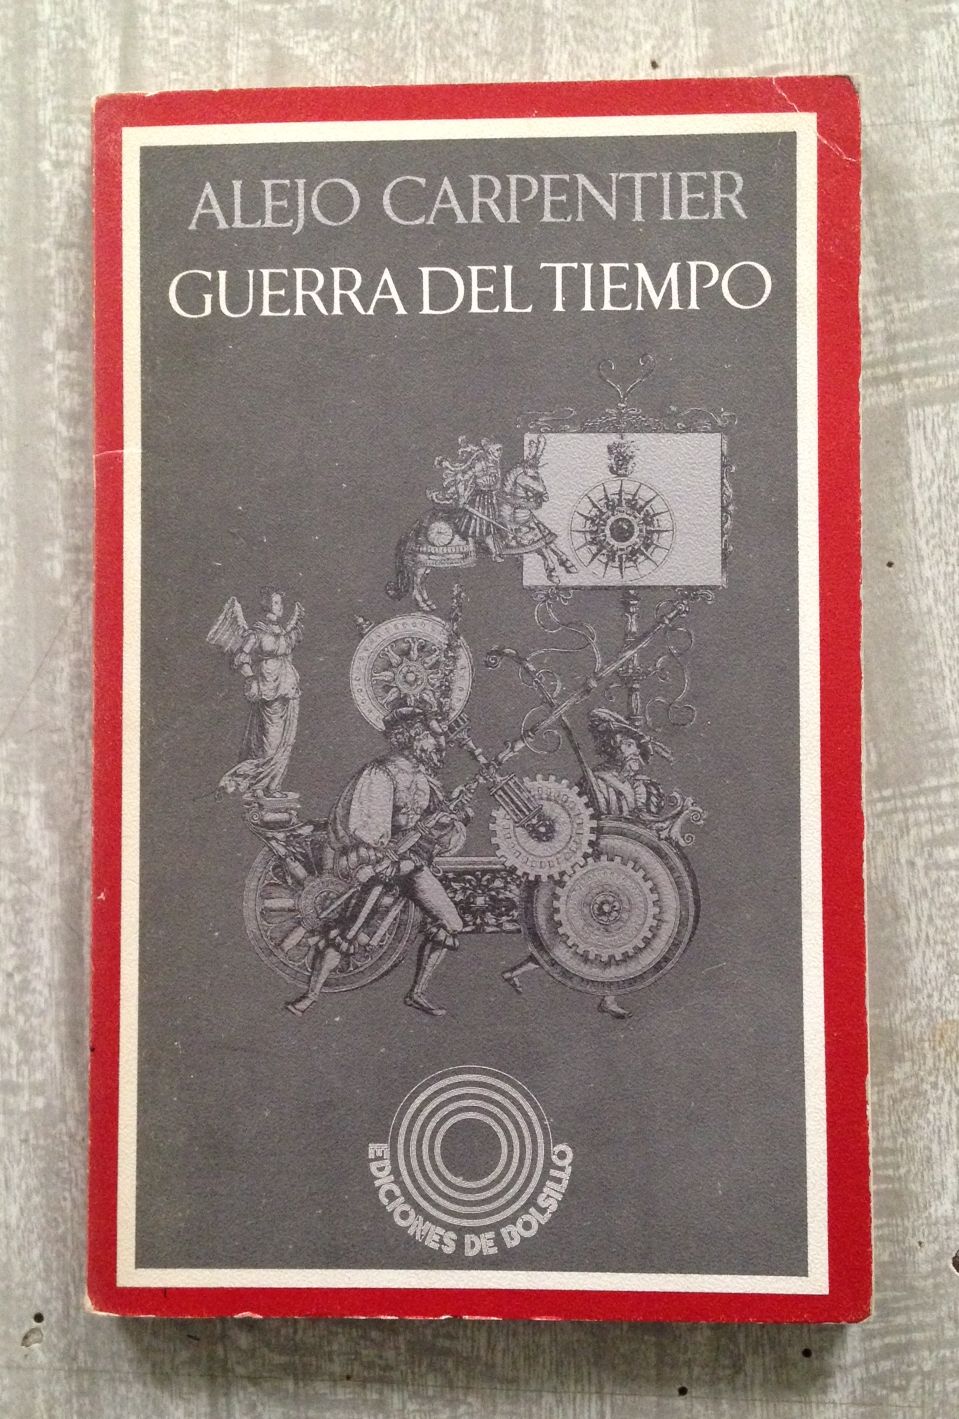 ALEJO CARPENTIER
GUERRA DEL TIEMPO
EDICIONES DE BOLSILLO